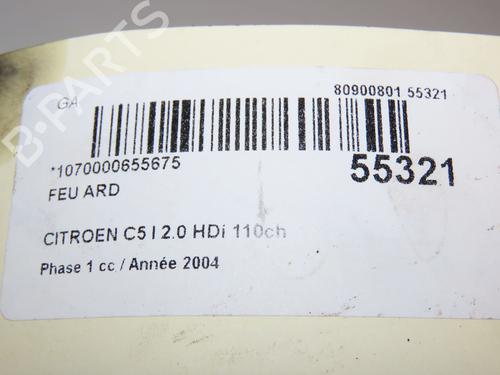 GA
80900801 55321
*1070000655675
55321
FEU ARD
CITROEN C5 I 2.0 HDi 110ch
Phase 1 cc / Année 2004
B-PARTS